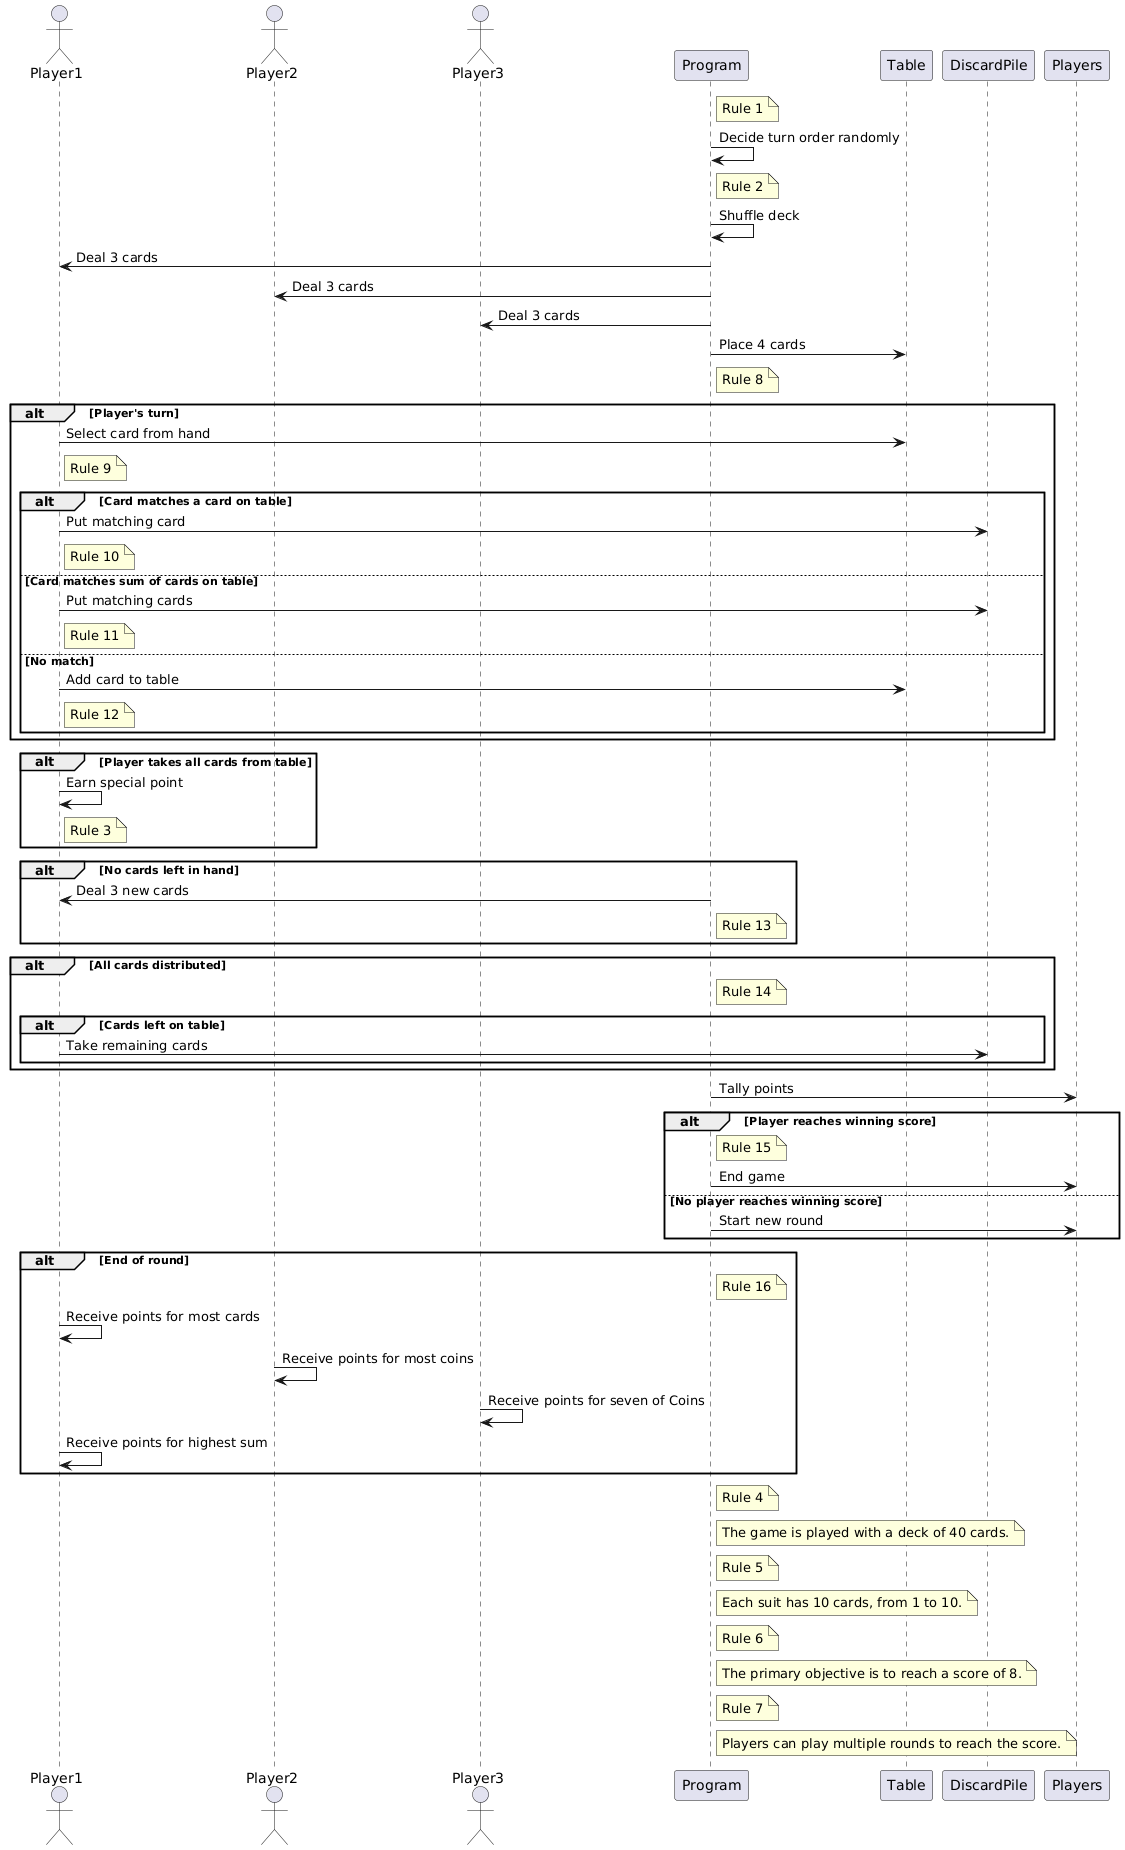 Player1
Player2
Player3
Program
Table
DiscardPile
Players
Rule 1
Decide turn order randomly
Rule 2
Shuffle deck
Deal 3 cards
Deal 3 cards
Deal 3 cards
Place 4 cards
Rule 8
alt [Player's turn]
Select card from hand
Rule 9
alt [Card matches a card on table]
Put matching card
Rule 10
[Card matches sum of cards on table]
Put matching cards
Rule 11
[No match]
Add card to table
Rule 12
alt [Player takes all cards from table]
Earn special point
Rule 3
alt [No cards left in hand]
Deal 3 new cards
Rule 13
alt [All cards distributed]
Rule 14
alt [Cards left on table]
Take remaining cards
Tally points
alt [Player reaches winning score]
Rule 15
End game
[No player reaches winning score]
Start new round
alt [End of round]
Rule 16
Receive points for most cards
Receive points for most coins
Receive points for seven of Coins
Receive points for highest sum
Rule 4
The game is played with a deck of 40 cards.
Rule 5
Each suit has 10 cards, from 1 to 10.
Rule 6
The primary objective is to reach a score of 8.
Rule 7
Players can play multiple rounds to reach the score.
Player1
Player2
Player3
Program
Table
DiscardPile
Players